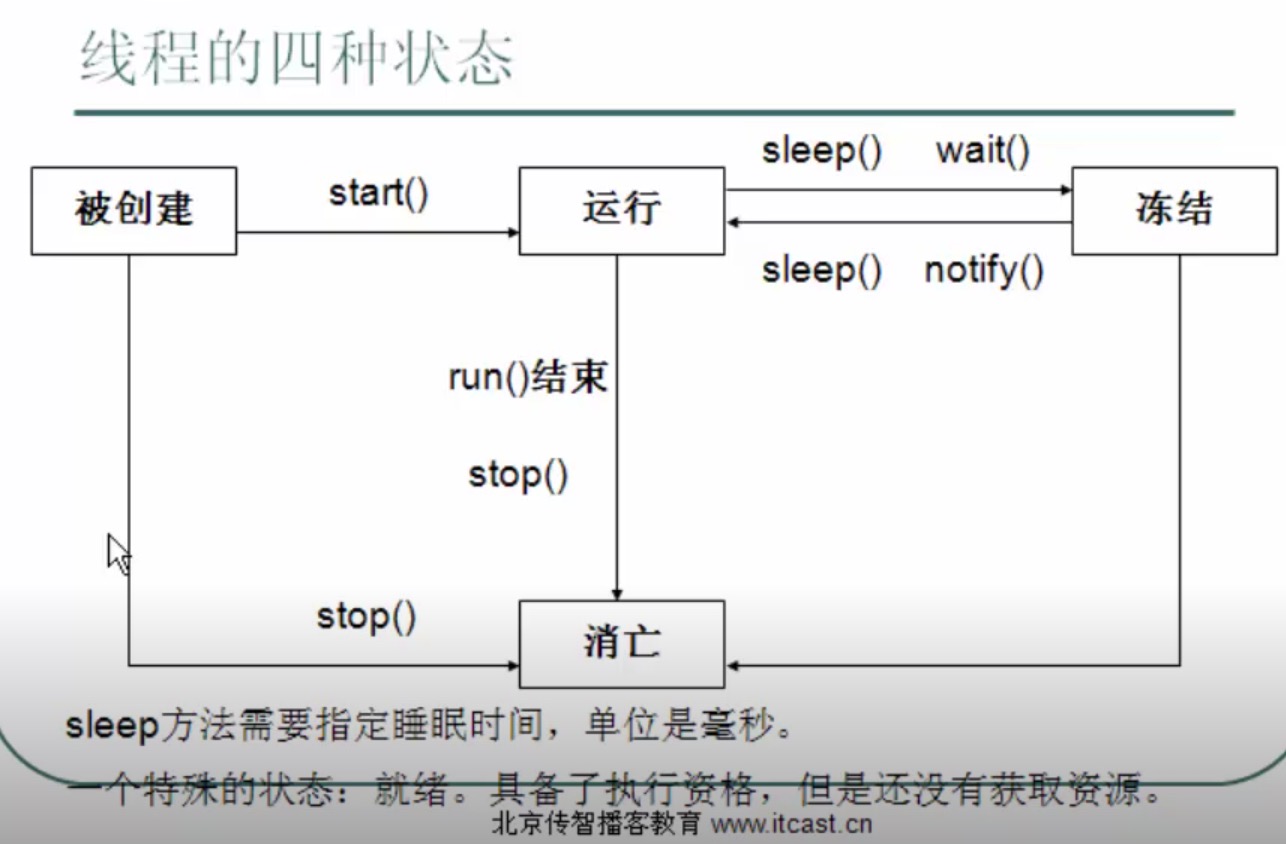 线程的四种状态
sleep() wait()
被创建
start()
运行
冻结
sleep() notify()
run()结束
stop()
stop()
消亡
sleep方法需要指定睡眠时间，单位是毫秒。
一个特殊的状态：就绪。具备了执行资格，但是还没有获取资源。
北京传智播客教育 www.itcast.cn